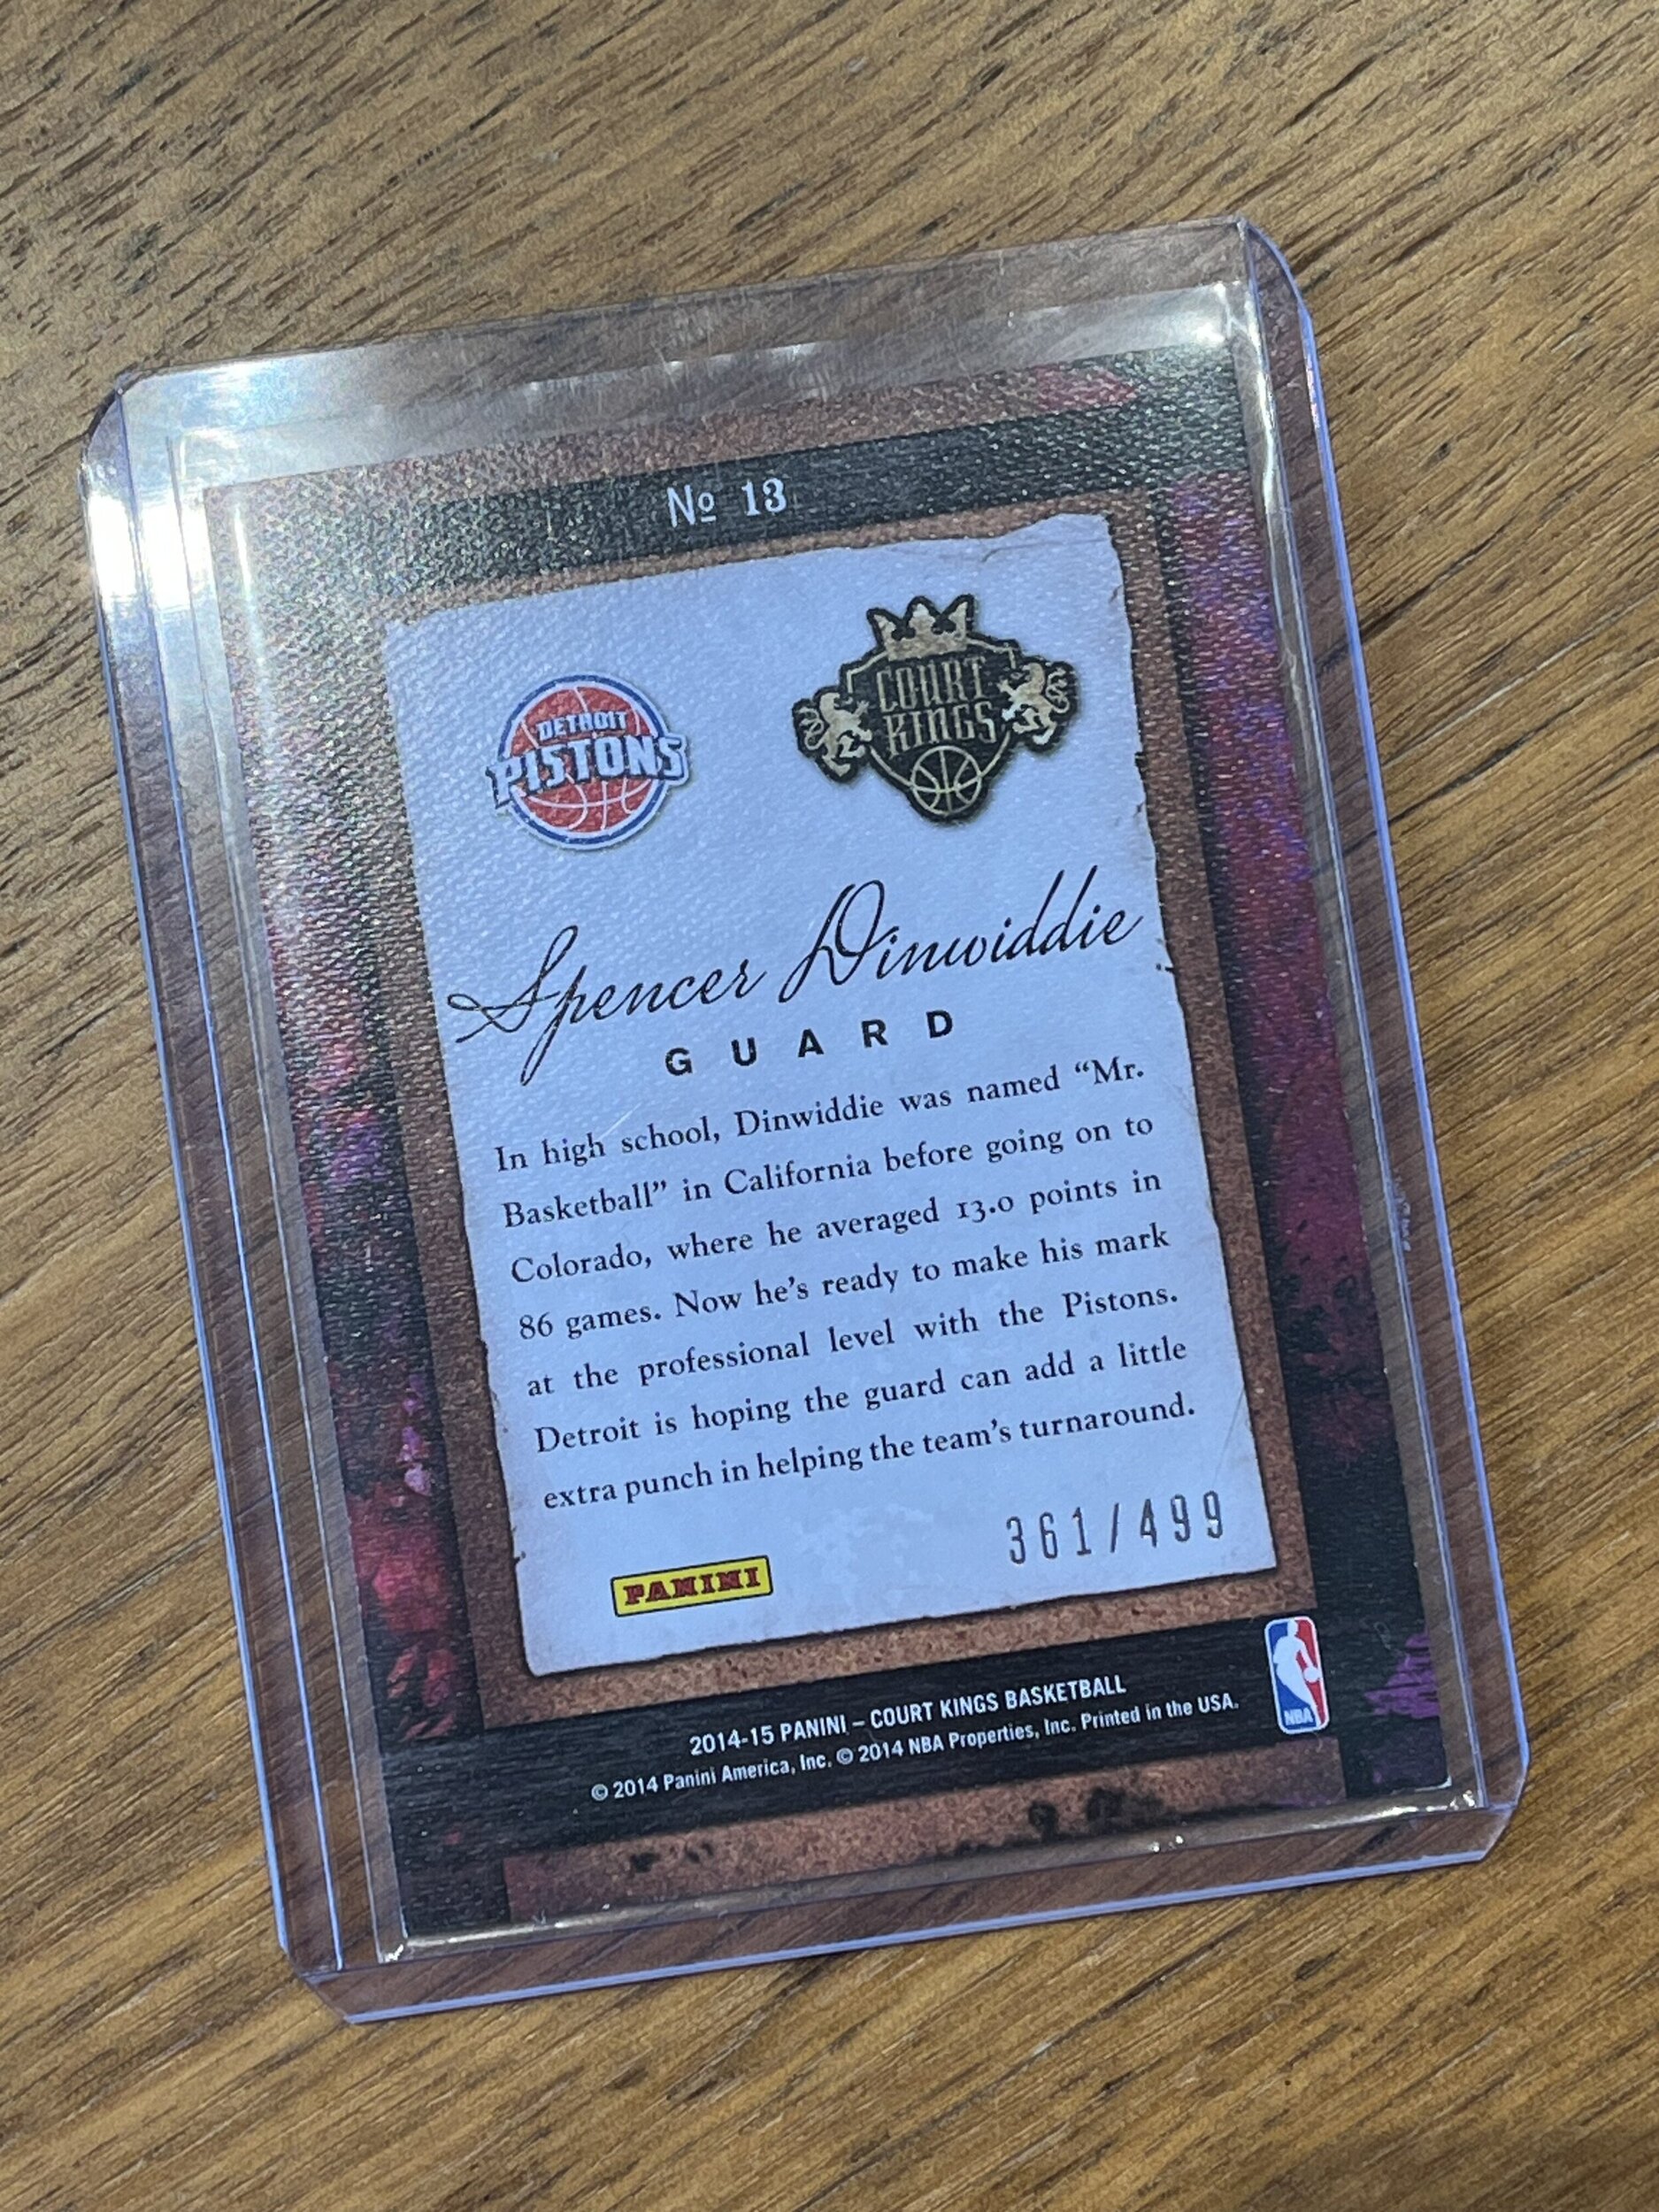 № 13
DETROIT
PISTONS
COURT
KINGS
Spencer Dinwiddie
GUARD
In high school, Dinwiddie was named “Mr.
Basketball” in California before going on to
Colorado, where he averaged 13.0 points in
86 games. Now he’s ready to make his mark
at the professional level with the Pistons.
Detroit is hoping the guard can add a little
extra punch in helping the team’s turnaround.
361/499
PANINI
2014-15 PANINI – COURT KINGS BASKETBALL
© 2014 Panini America, Inc. © 2014 NBA Properties, Inc. Printed in the USA.
NBA